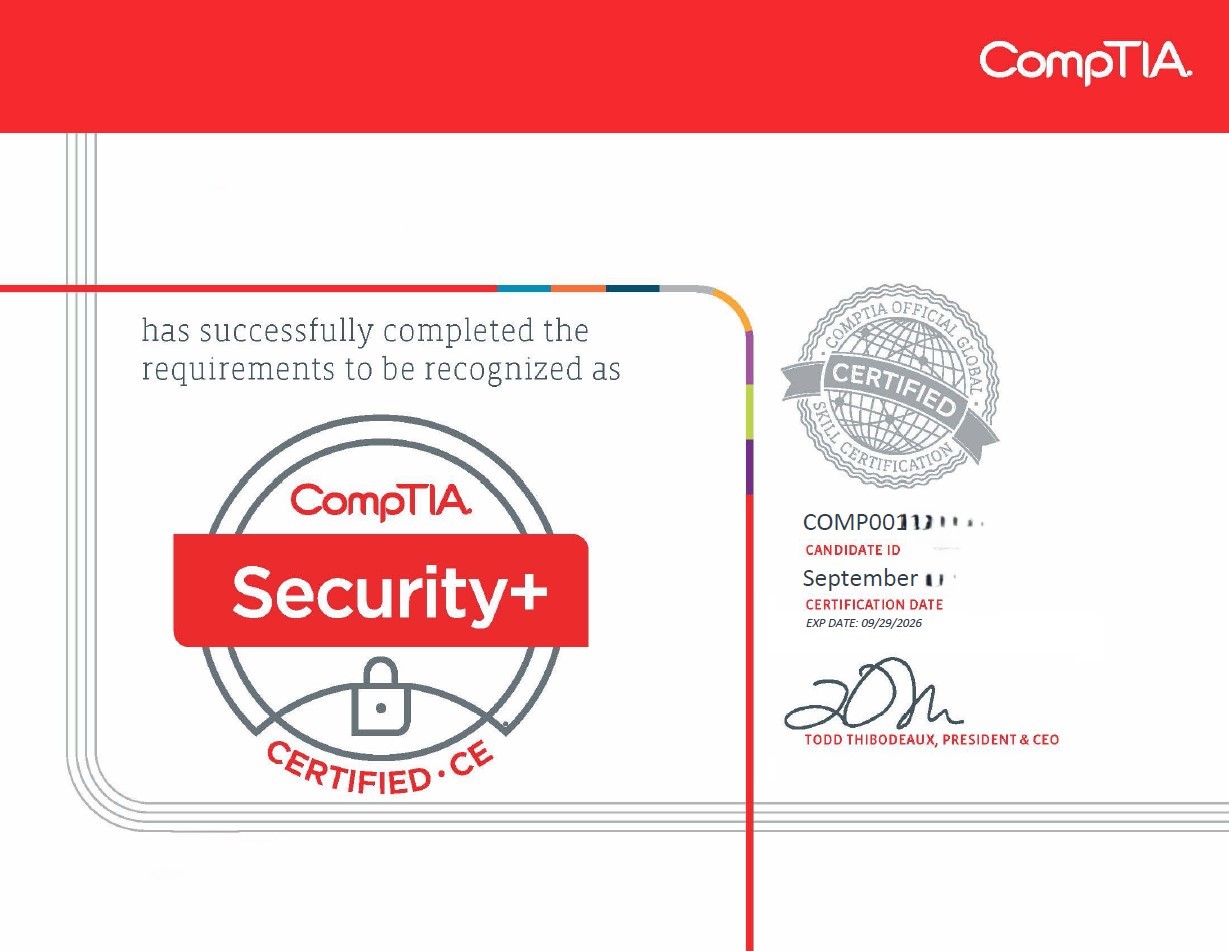 CompTIA.
has successfully completed the
requirements to be recognized as
CompTIA.
Security+
CERTIFIED • CE
COMPTIA OFFICIAL GLOBAL
CERTIFIED
SKILL CERTIFICATION
CANDIDATE ID
September
CERTIFICATION DATE
EXP DATE: 09/29/2026
TODD THIBODEAUX, PRESIDENT & CEO